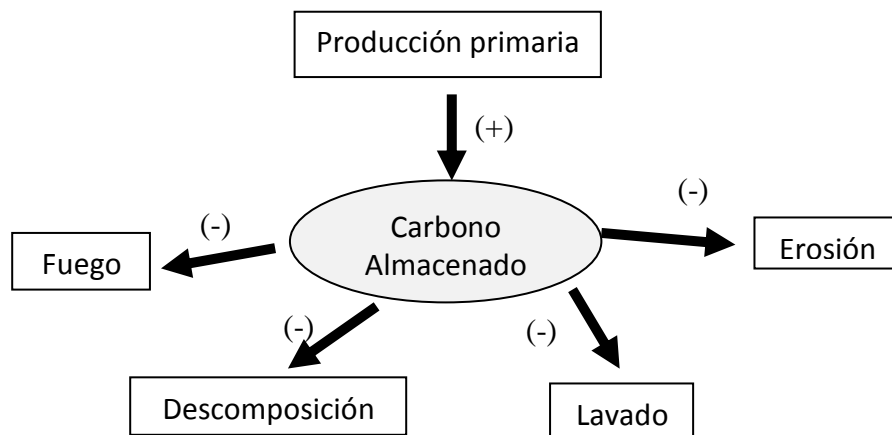 Producción primaria
(+)
(-)
(-)
Carbono
Almacenado
Fuego
Erosión
(-)
(-)
Descomposición
Lavado